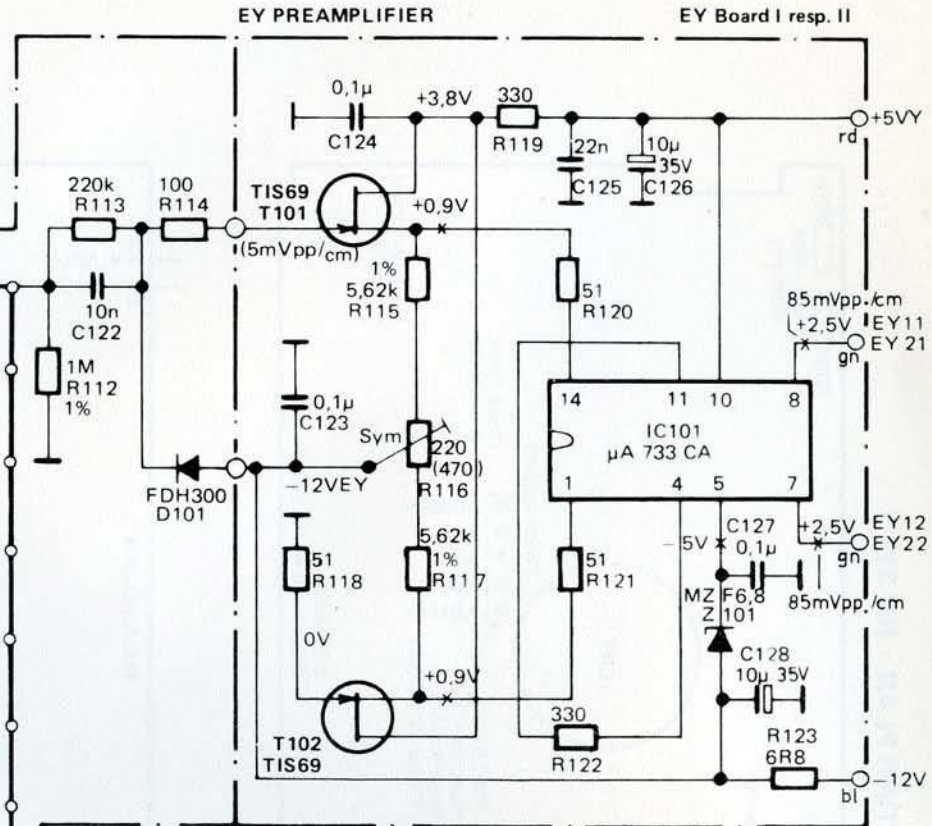 EY PREAMPLIFIER
EY Board I resp. II
0,1µ
C124
+3,8V
330
R119
22n
C125
10µ
35V
C126
+5VY
rd
220k
R113
100
R114
TIS69
T101
+0,9V
(5mVpp/cm)
10n
C122
1%
5,62k
R115
51
R120
85mVpp./cm
+2,5V
EY11
EY 21
gn
1M
R112
1%
0,1µ
C123
Sym
220
(470)
R116
14
11
10
8
IC101
µA 733 CA
1
4
5
7
FDH300
D101
-12VEY
51
R118
5,62k
1%
R117
51
R121
-5V
C127
0,1µ
+2,5V
EY12
EY22
gn
85mVpp./cm
MZ F6,8
Z101
0V
C128
10µ 35V
+0,9V
T102
TIS69
330
R122
R123
6R8
-12V
bl